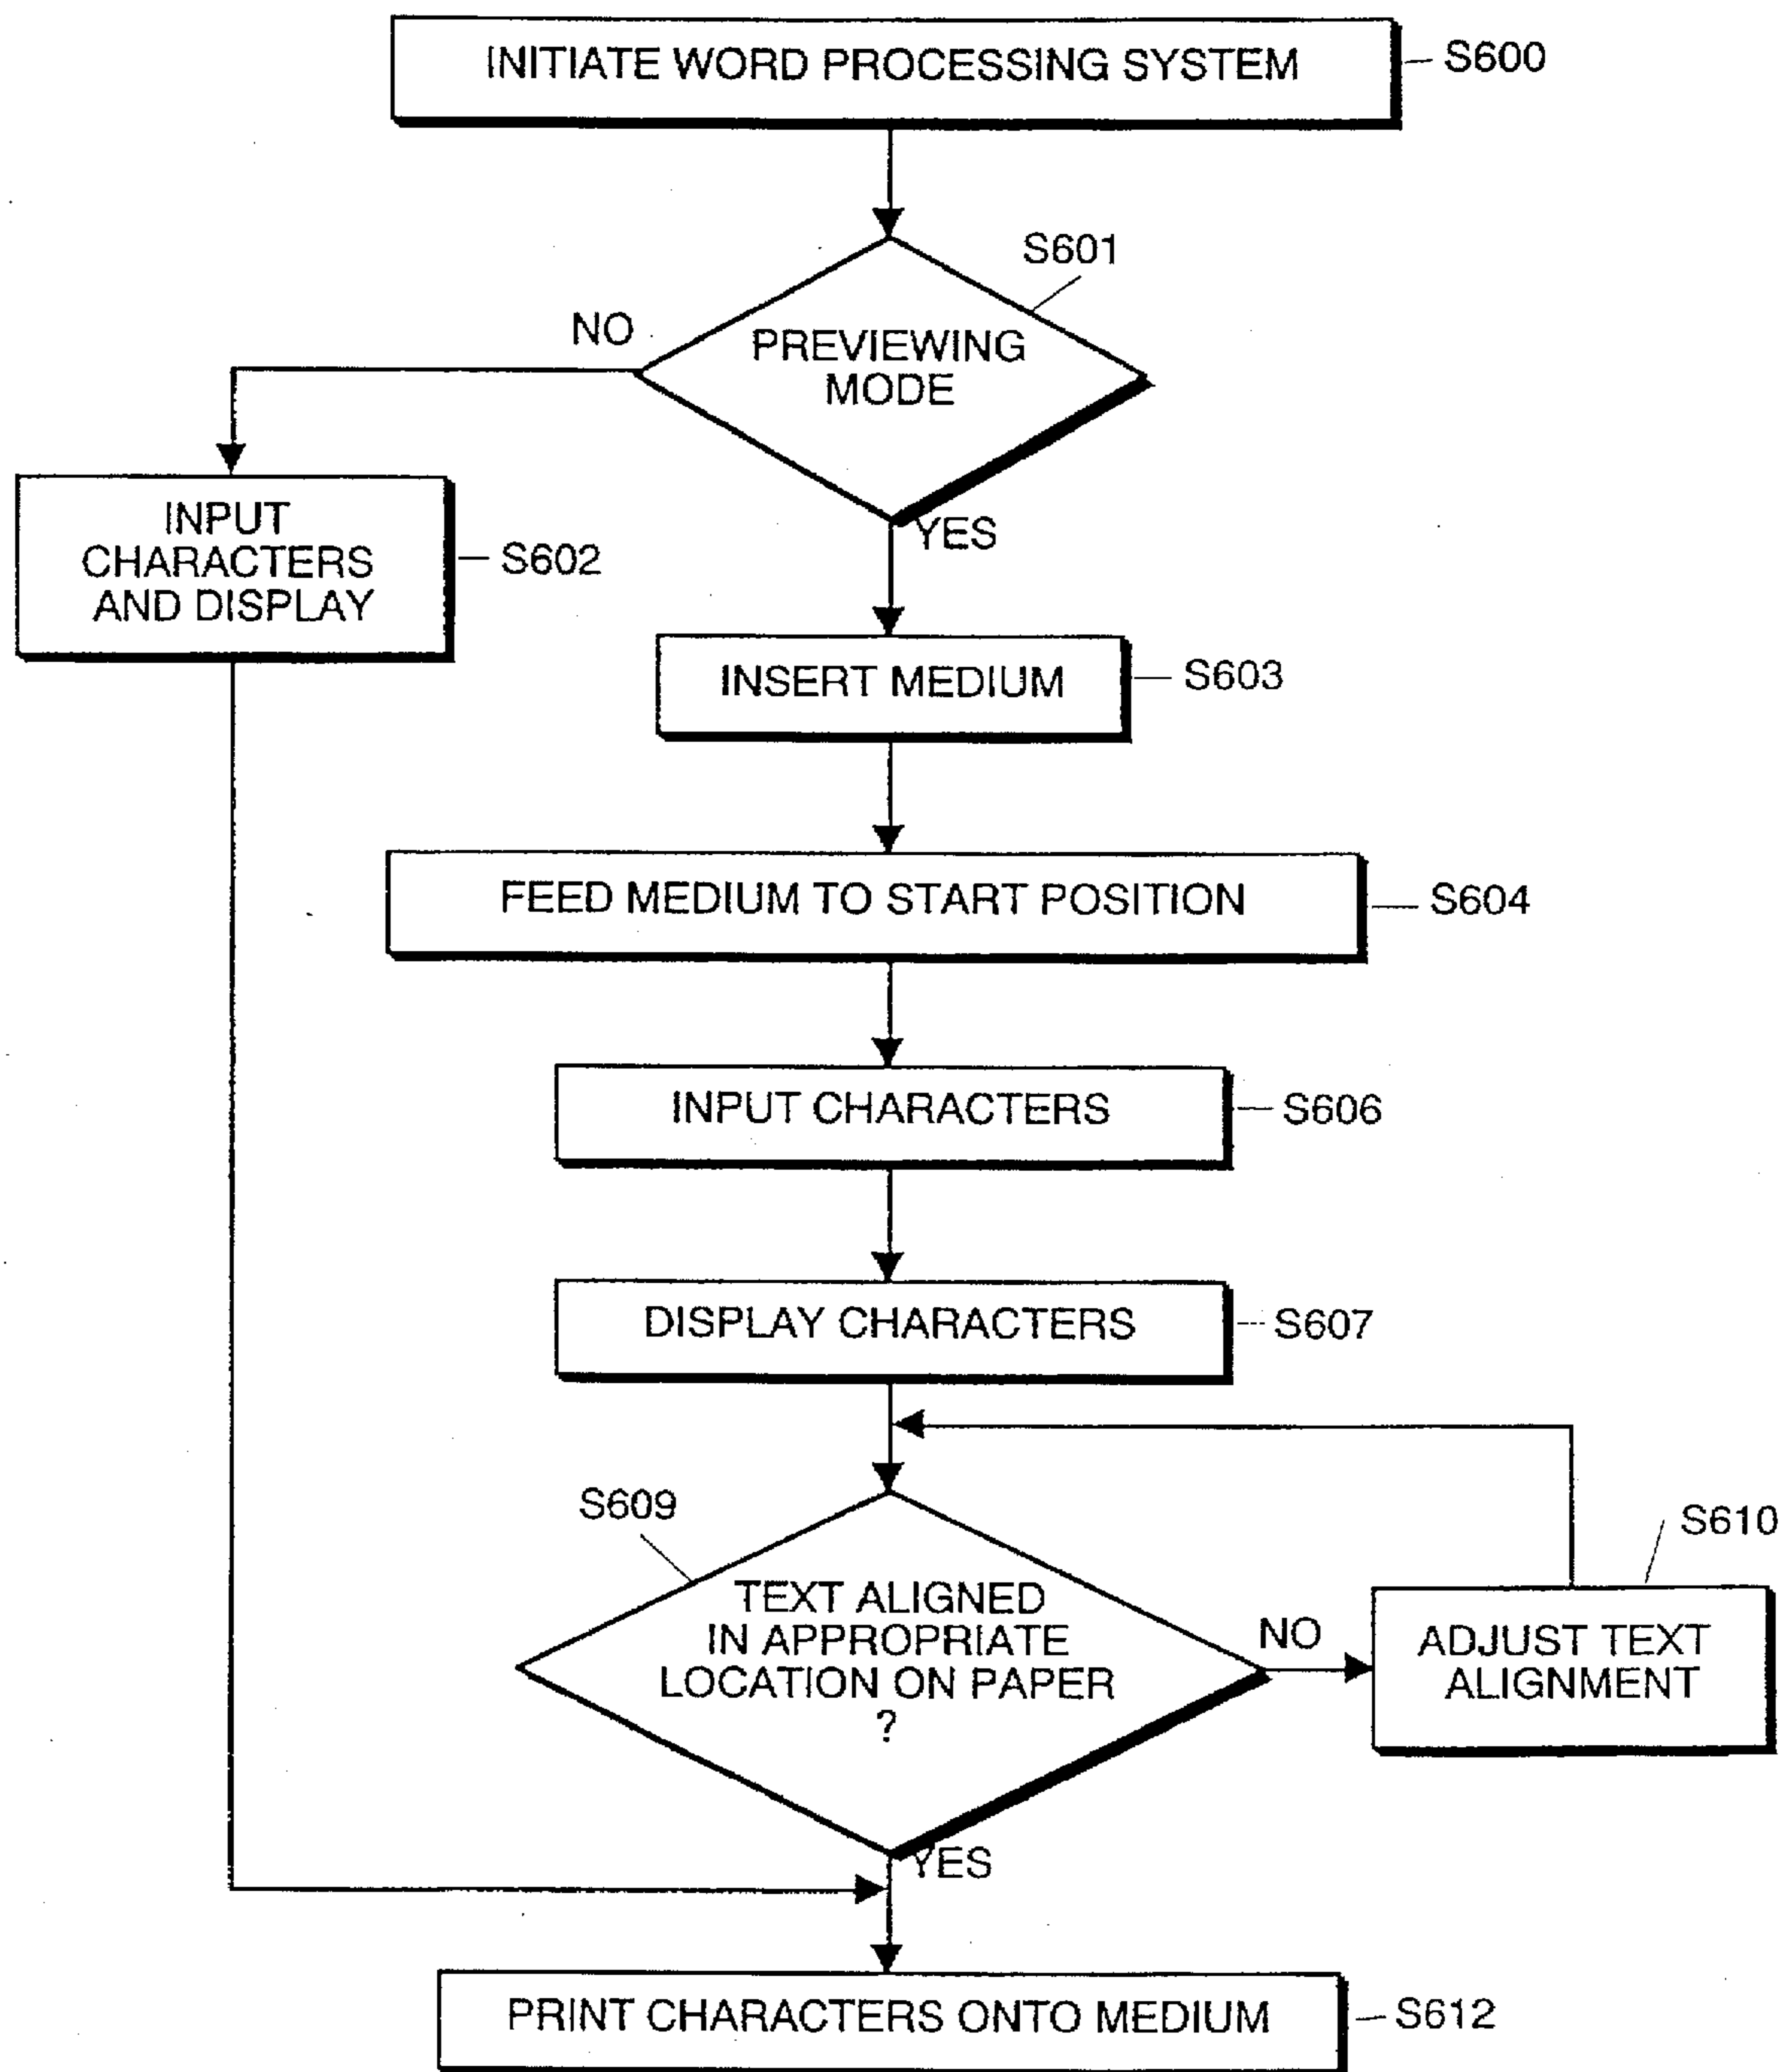 INITIATE WORD PROCESSING SYSTEM
S600
S601
PREVIEWING
MODE
NO
YES
INPUT
CHARACTERS
AND DISPLAY
S602
INSERT MEDIUM
S603
FEED MEDIUM TO START POSITION
S604
INPUT CHARACTERS
S606
DISPLAY CHARACTERS
S607
S609
TEXT ALIGNED
IN APPROPRIATE
LOCATION ON PAPER
?
NO
S610
ADJUST TEXT
ALIGNMENT
YES
PRINT CHARACTERS ONTO MEDIUM
S612